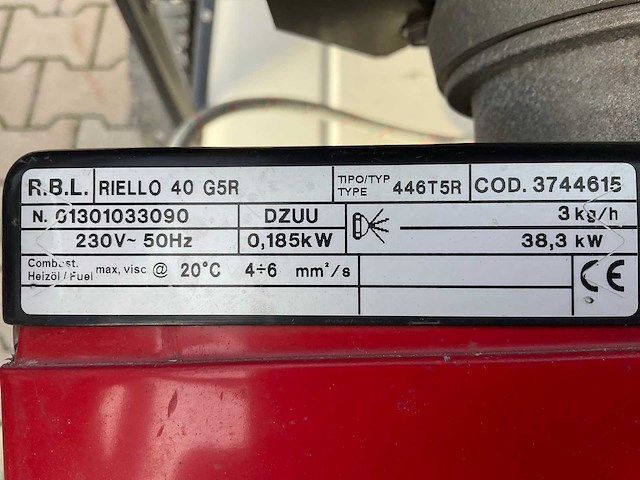 R.B.L. RIELLO 40 G5R TIPO/TYP TYPE 446T5R COD. 3744615
N. 01301033090 DZUU 3 kg/h
230V~ 50Hz 0,185kW 38,3 kW
Combust. Heizöl / Fuel max, visc @ 20°C 4÷6 mm²/s CE